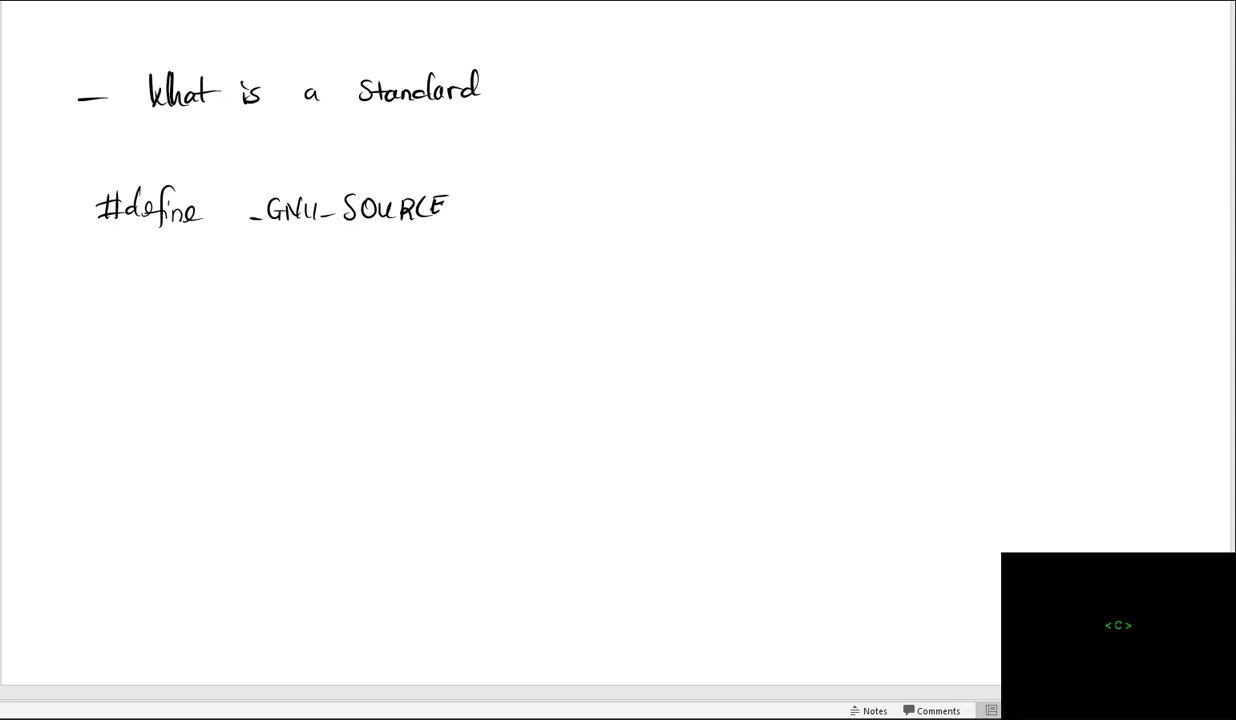 — What is a Standard
#define _GNU_SOURCE
<C>
Notes Comments